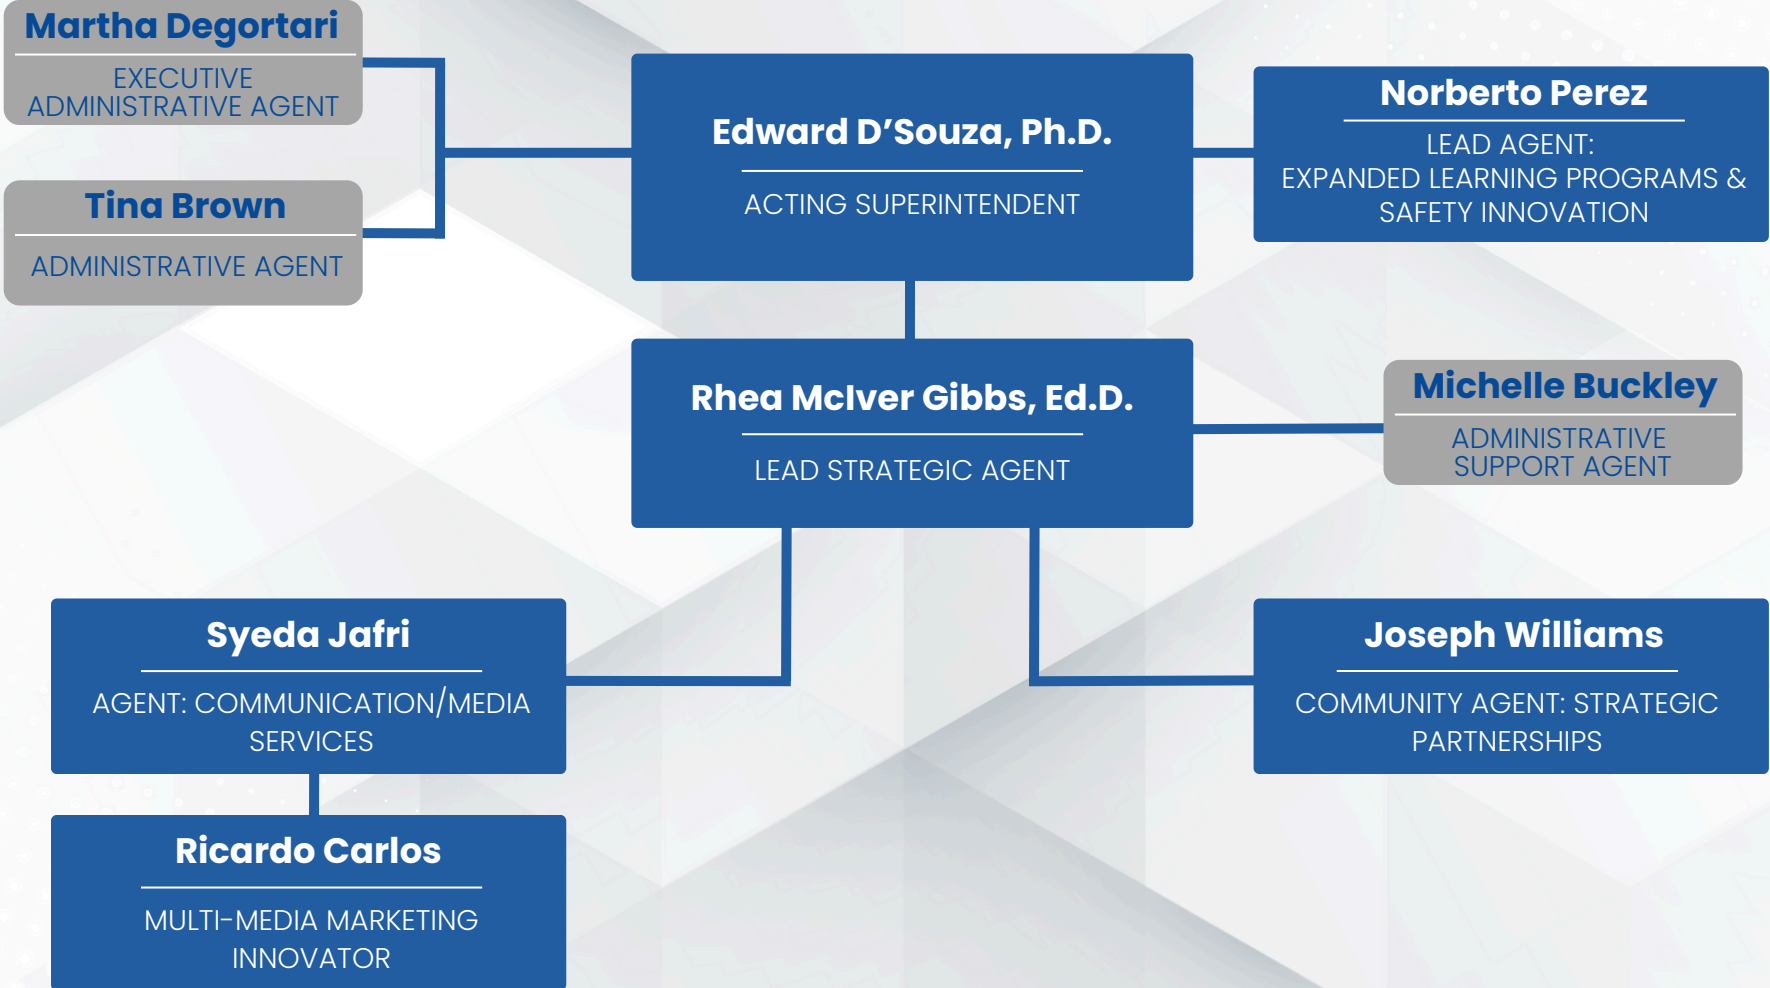 Martha Degortari
EXECUTIVE
ADMINISTRATIVE AGENT
Tina Brown
ADMINISTRATIVE AGENT
Edward D’Souza, Ph.D.
ACTING SUPERINTENDENT
Norberto Perez
LEAD AGENT:
EXPANDED LEARNING PROGRAMS &
SAFETY INNOVATION
Rhea McIver Gibbs, Ed.D.
LEAD STRATEGIC AGENT
Michelle Buckley
ADMINISTRATIVE
SUPPORT AGENT
Syeda Jafri
AGENT: COMMUNICATION/MEDIA
SERVICES
Joseph Williams
COMMUNITY AGENT: STRATEGIC
PARTNERSHIPS
Ricardo Carlos
MULTI-MEDIA MARKETING
INNOVATOR